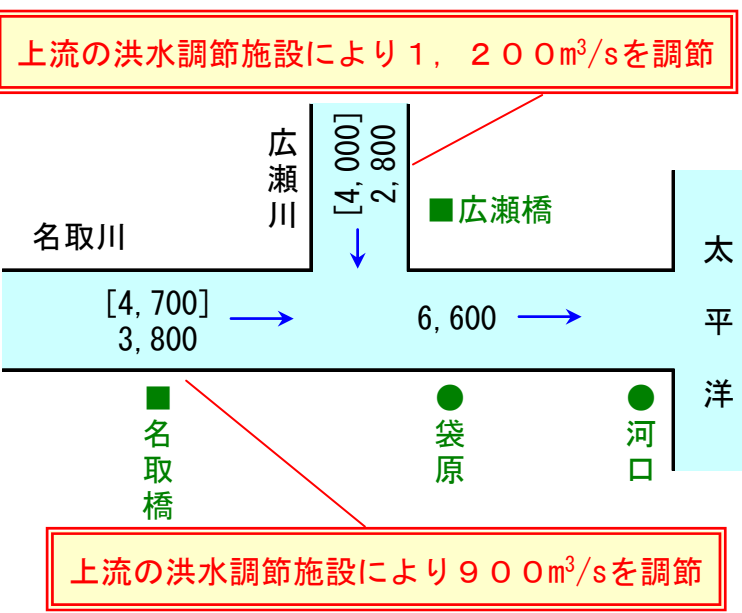 上流の洪水調節施設により１，２００m³/sを調節
広瀬川
[4,000]
2,800
■広瀬橋
名取川
太平洋
[4,700]
3,800
6,600
■名取橋
●袋原
●河口
上流の洪水調節施設により９００m³/sを調節